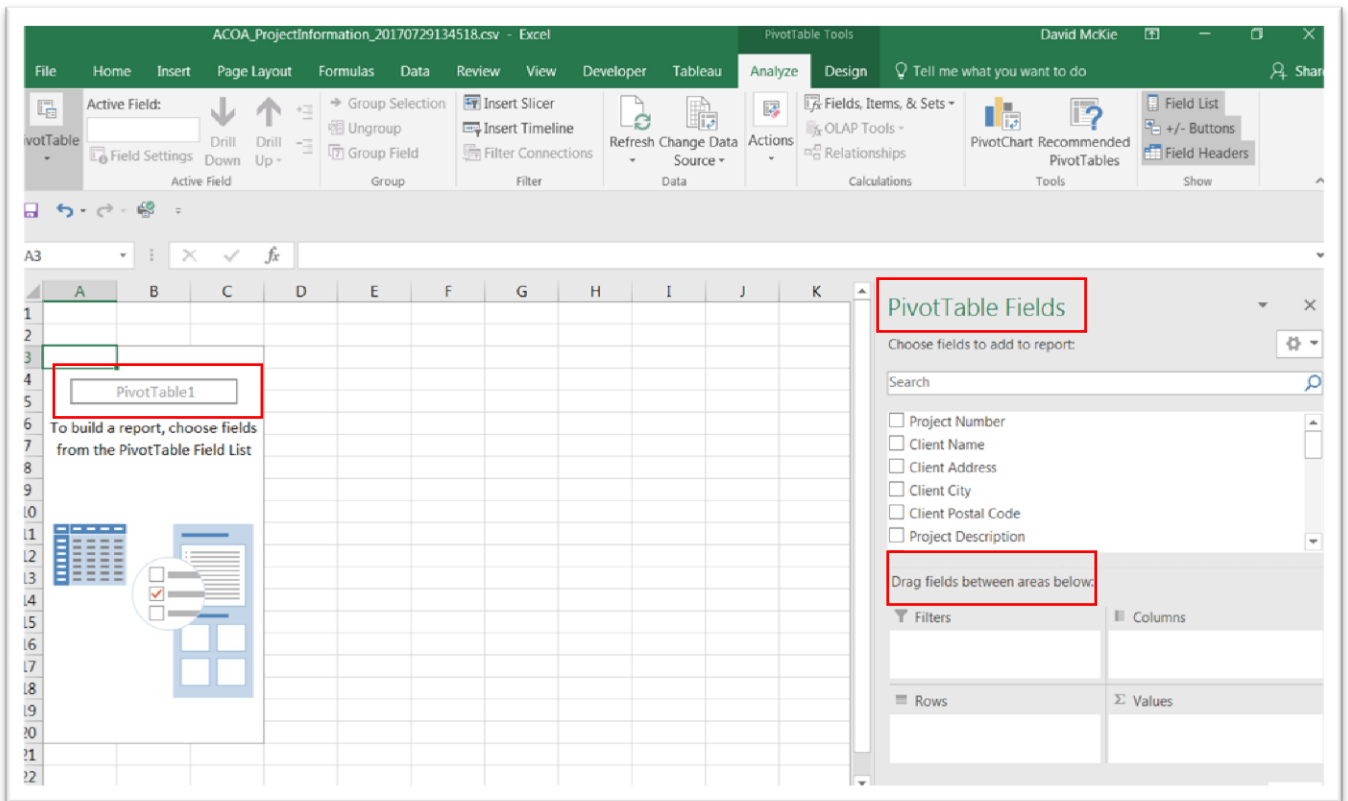 ACOA_ProjectInformation_20170729134518.csv - Excel
PivotTable Tools
David McKie
File Home Insert Page Layout Formulas Data Review View Developer Tableau Analyze Design Tell me what you want to do Shar
ivotTable
Active Field:
Field Settings
Drill Down
Drill Up
Active Field
Group Selection
Ungroup
Group Field
Group
Insert Slicer
Insert Timeline
Filter Connections
Filter
Refresh
Change Data Source
Data
Actions
Fields, Items, & Sets
OLAP Tools
Relationships
Calculations
PivotChart
Recommended PivotTables
Tools
Field List
+/- Buttons
Field Headers
Show
A3
fx
A B C D E F G H I J K
1
2
3
4
5
6
7
8
9
10
11
12
13
14
15
16
17
18
19
20
21
22
PivotTable1
To build a report, choose fields
from the PivotTable Field List
PivotTable Fields
Choose fields to add to report:
Search
Project Number
Client Name
Client Address
Client City
Client Postal Code
Project Description
Drag fields between areas below:
Filters
Columns
Rows
Σ Values